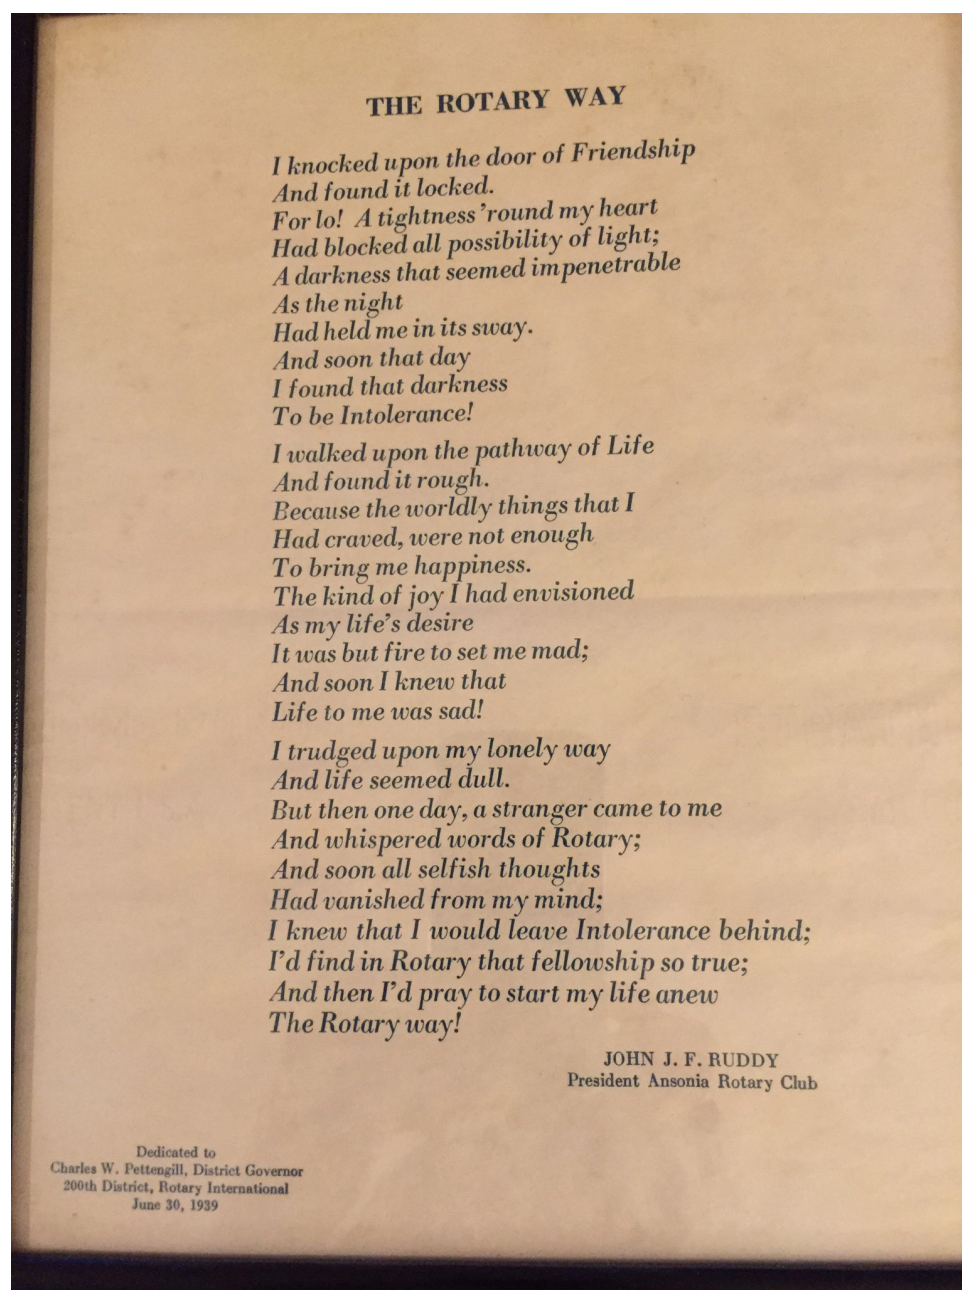 THE ROTARY WAY
I knocked upon the door of Friendship
And found it locked.
For lo! A tightness 'round my heart
Had blocked all possibility of light;
A darkness that seemed impenetrable
As the night
Had held me in its sway.
And soon that day
I found that darkness
To be Intolerance!
I walked upon the pathway of Life
And found it rough.
Because the worldly things that I
Had craved, were not enough
To bring me happiness.
The kind of joy I had envisioned
As my life's desire
It was but fire to set me mad;
And soon I knew that
Life to me was sad!
I trudged upon my lonely way
And life seemed dull.
But then one day, a stranger came to me
And whispered words of Rotary;
And soon all selfish thoughts
Had vanished from my mind;
I knew that I would leave Intolerance behind;
I'd find in Rotary that fellowship so true;
And then I'd pray to start my life anew
The Rotary way!
JOHN J. F. RUDDY
President Ansonia Rotary Club
Dedicated to
Charles W. Pettengill, District Governor
200th District, Rotary International
June 30, 1939